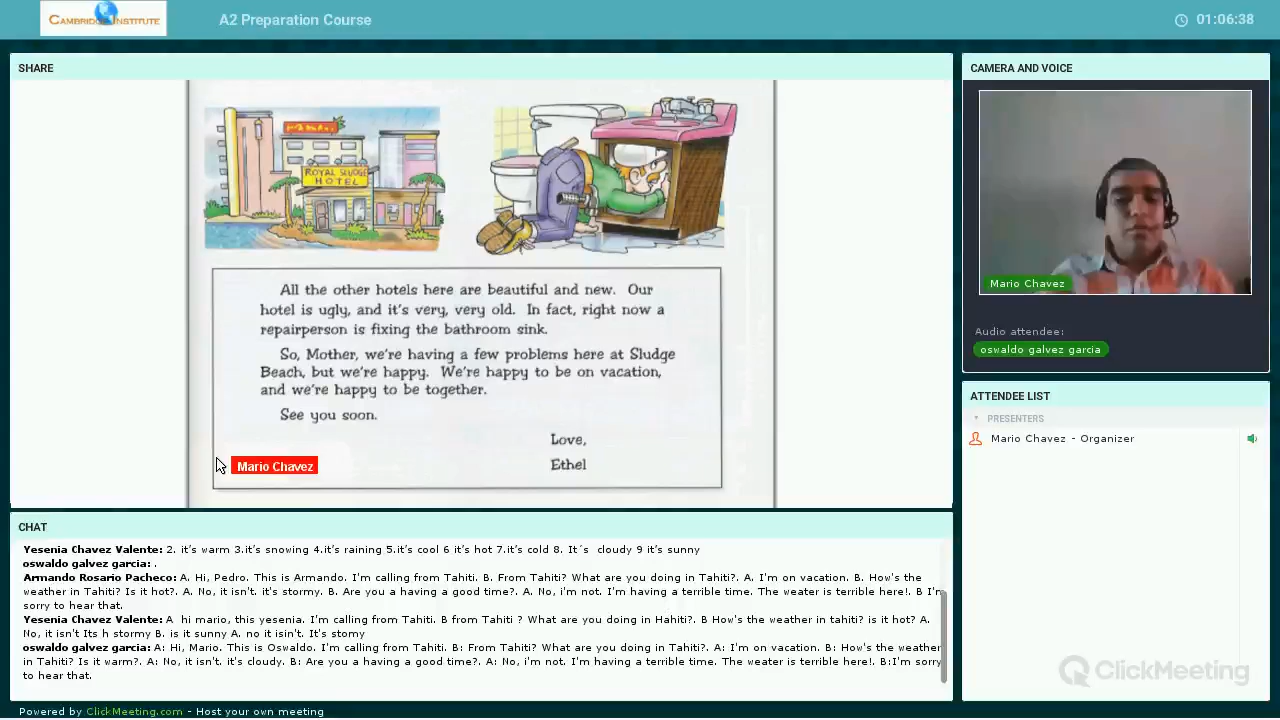 CAMBRIDGE INSTITUTE
A2 Preparation Course
01:06:38
SHARE
ROYAL SLUDGE
HOTEL
All the other hotels here are beautiful and new. Our
hotel is ugly, and it's very, very old. In fact, right now a
repairperson is fixing the bathroom sink.
So, Mother, we're having a few problems here at Sludge
Beach, but we're happy. We're happy to be on vacation,
and we're happy to be together.
See you soon.
Love,
Ethel
Mario Chavez
CAMERA AND VOICE
Mario Chavez
Audio attendee:
oswaldo galvez garcia
ATTENDEE LIST
PRESENTERS
Mario Chavez - Organizer
CHAT
Yesenia Chavez Valente: 2. it's warm 3.it's snowing 4.it's raining 5.it's cool 6 it's hot 7.it's cold 8. It´s cloudy 9 it's sunny
oswaldo galvez garcia: .
Armando Rosario Pacheco: A. Hi, Pedro. This is Armando. I'm calling from Tahiti. B. From Tahiti? What are you doing in Tahiti?. A. I'm on vacation. B. How's the
weather in Tahiti? Is it hot?. A. No, it isn't. it's stormy. B. Are you a having a good time?. A. No, i'm not. I'm having a terrible time. The weater is terrible here!. B I'm
sorry to hear that.
Yesenia Chavez Valente: A hi mario, this yesenia. I'm calling from Tahiti. B from Tahiti ? What are you doing in Hahiti?. B How's the weather in tahiti? is it hot? A.
No, it isn't Its h stormy B. is it sunny A. no it isin't. It's stomy
oswaldo galvez garcia: A: Hi, Mario. This is Oswaldo. I'm calling from Tahiti. B: From Tahiti? What are you doing in Tahiti?. A: I'm on vacation. B: How's the weather
in Tahiti? Is it warm?. A: No, it isn't. it's cloudy. B: Are you a having a good time?. A: No, i'm not. I'm having a terrible time. The weater is terrible here!. B:I'm sorry
to hear that.
ClickMeeting
Powered by ClickMeeting.com - Host your own meeting